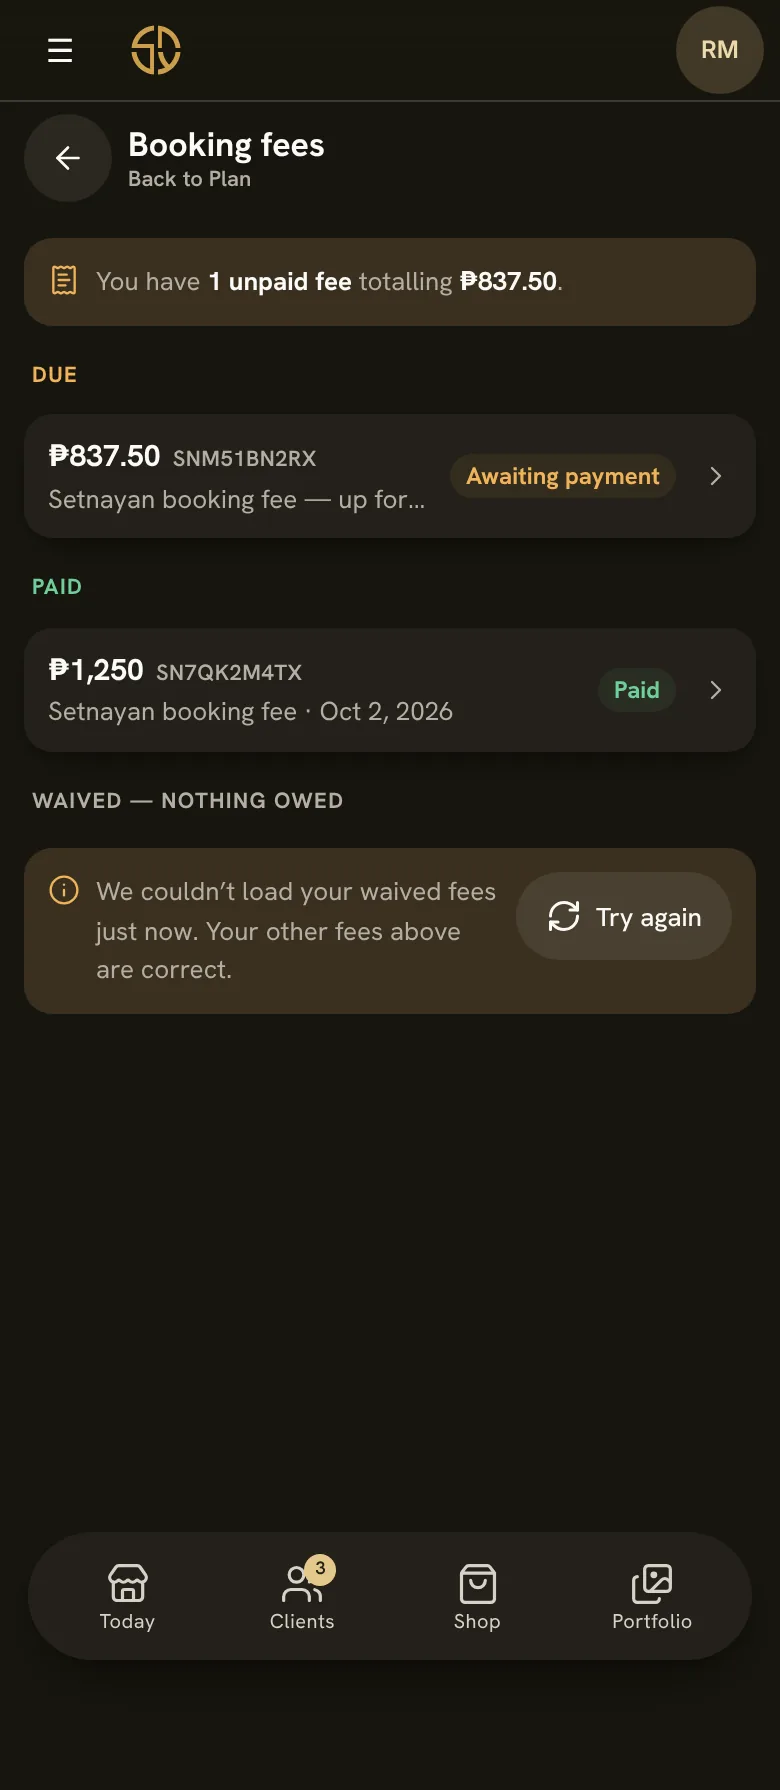 RM
Booking fees
Back to Plan
You have 1 unpaid fee totalling ₱837.50.
DUE
₱837.50 SNM51BN2RX
Setnayan booking fee — up for…
Awaiting payment
PAID
₱1,250 SN7QK2M4TX
Setnayan booking fee · Oct 2, 2026
Paid
WAIVED — NOTHING OWED
We couldn’t load your waived fees
just now. Your other fees above
are correct.
Try again
3
Today
Clients
Shop
Portfolio